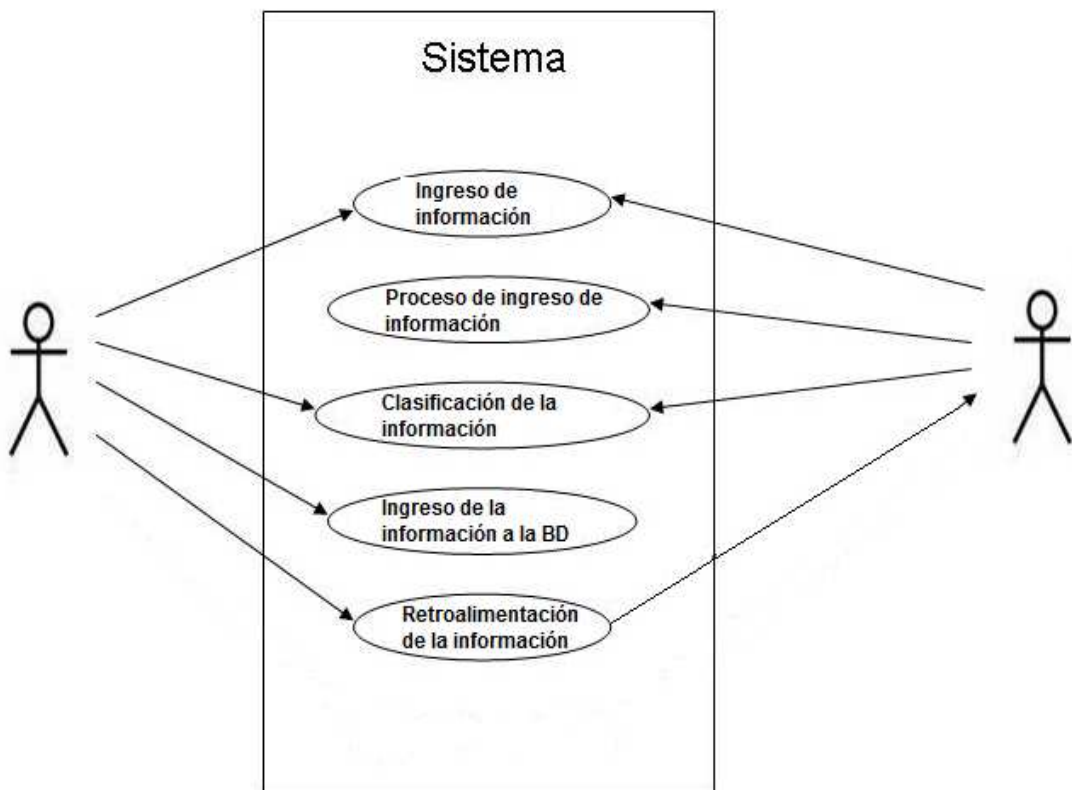 Sistema
Ingreso de
información
Proceso de ingreso de
información
Clasificación de la
información
Ingreso de la
información a la BD
Retroalimentación
de la información